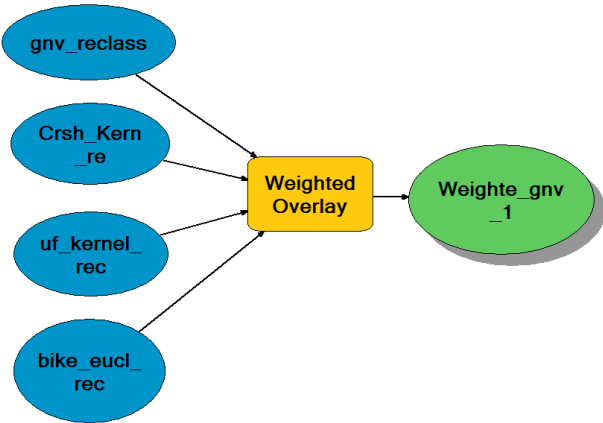 gnv_reclass
Crsh_Kern
_re
uf_kernel_
rec
bike_eucl_
rec
Weighted
Overlay
Weighte_gnv
_1